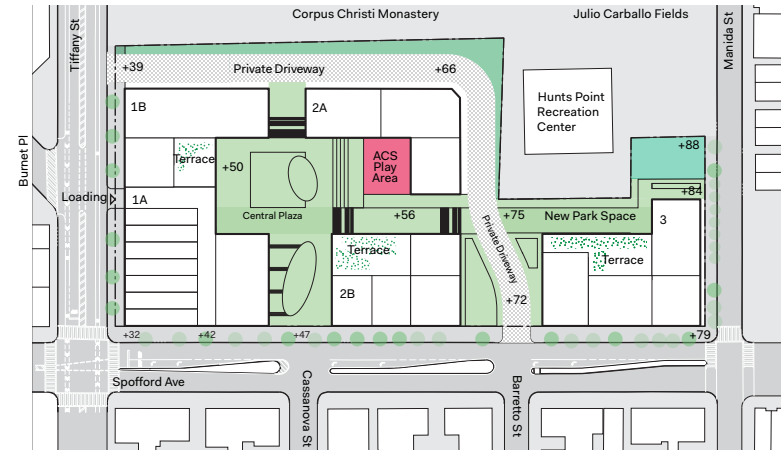 Corpus Christi Monastery
Julio Carballo Fields
Tiffany St
Manida St
+39
Private Driveway
+66
1B
2A
Hunts Point
Recreation
Center
Burnet Pl
Terrace
+50
ACS
Play
Area
+88
+84
Loading
1A
Central Plaza
+56
+75
New Park Space
3
Private Driveway
Terrace
Terrace
2B
+72
+32
+42
+47
+79
Spofford Ave
Cassanova St
Barretto St